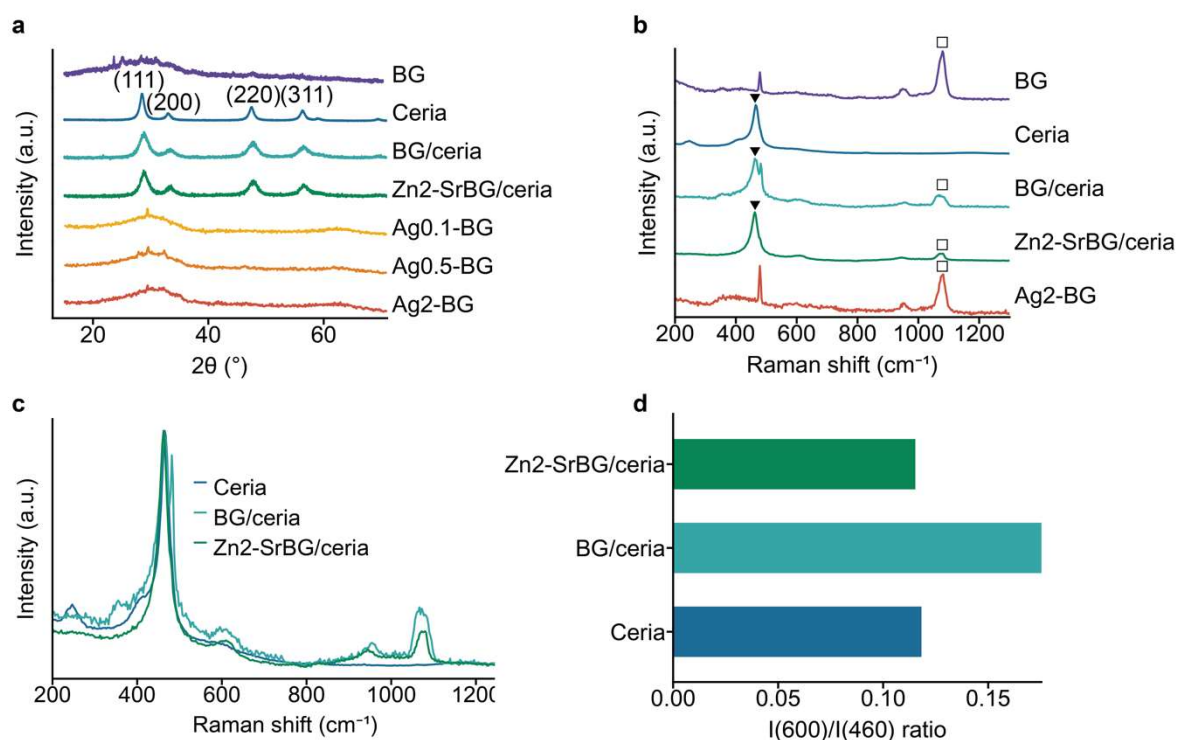 a
BG
(111)
(200)
(220)
(311)
Ceria
BG/ceria
Zn2-SrBG/ceria
Ag0.1-BG
Ag0.5-BG
Ag2-BG
Intensity (a.u.)
20
40
60
2θ (°)
b
BG
Ceria
BG/ceria
Zn2-SrBG/ceria
Ag2-BG
Intensity (a.u.)
200
400
600
800
1000
1200
Raman shift (cm⁻¹)
c
Ceria
BG/ceria
Zn2-SrBG/ceria
Intensity (a.u.)
200
400
600
800
1000
1200
Raman shift (cm⁻¹)
d
Zn2-SrBG/ceria
BG/ceria
Ceria
0.00
0.05
0.10
0.15
I(600)/I(460) ratio